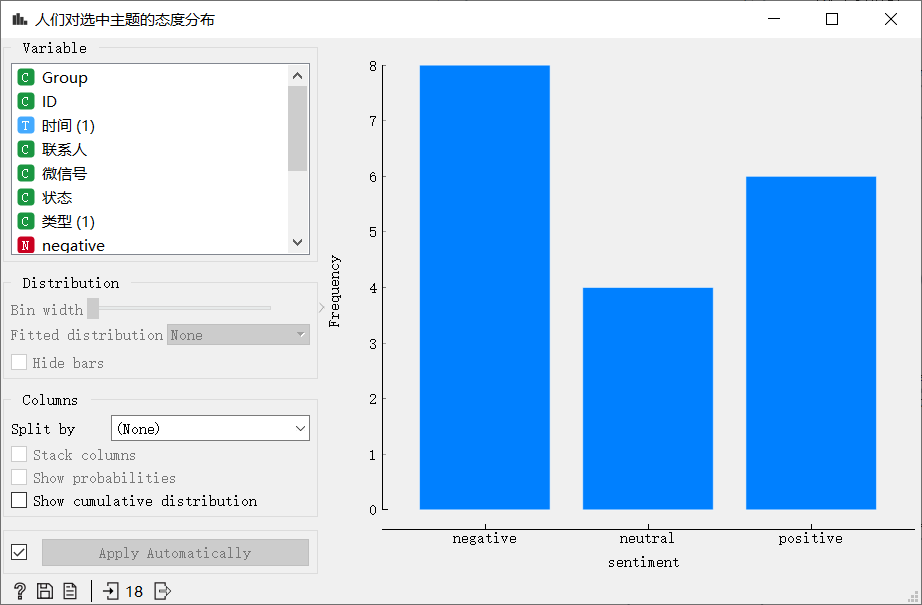 人们对选中主题的态度分布
Variable
C Group
C ID
T 时间 (1)
C 联系人
C 微信号
C 状态
C 类型 (1)
N negative
Distribution
Bin width
Fitted distribution None
Hide bars
Columns
Split by (None)
Stack columns
Show probabilities
Show cumulative distribution
Apply Automatically
? 18
Frequency
8
7
6
5
4
3
2
1
0
negative neutral positive
sentiment